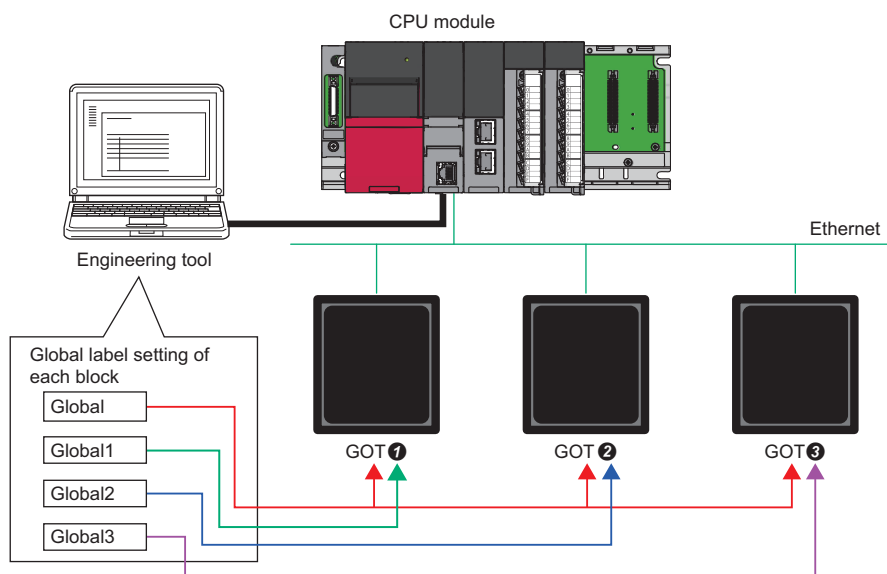 CPU module
Ethernet
Engineering tool
Global label setting of
each block
Global
Global1
Global2
Global3
GOT❶
GOT❷
GOT❸